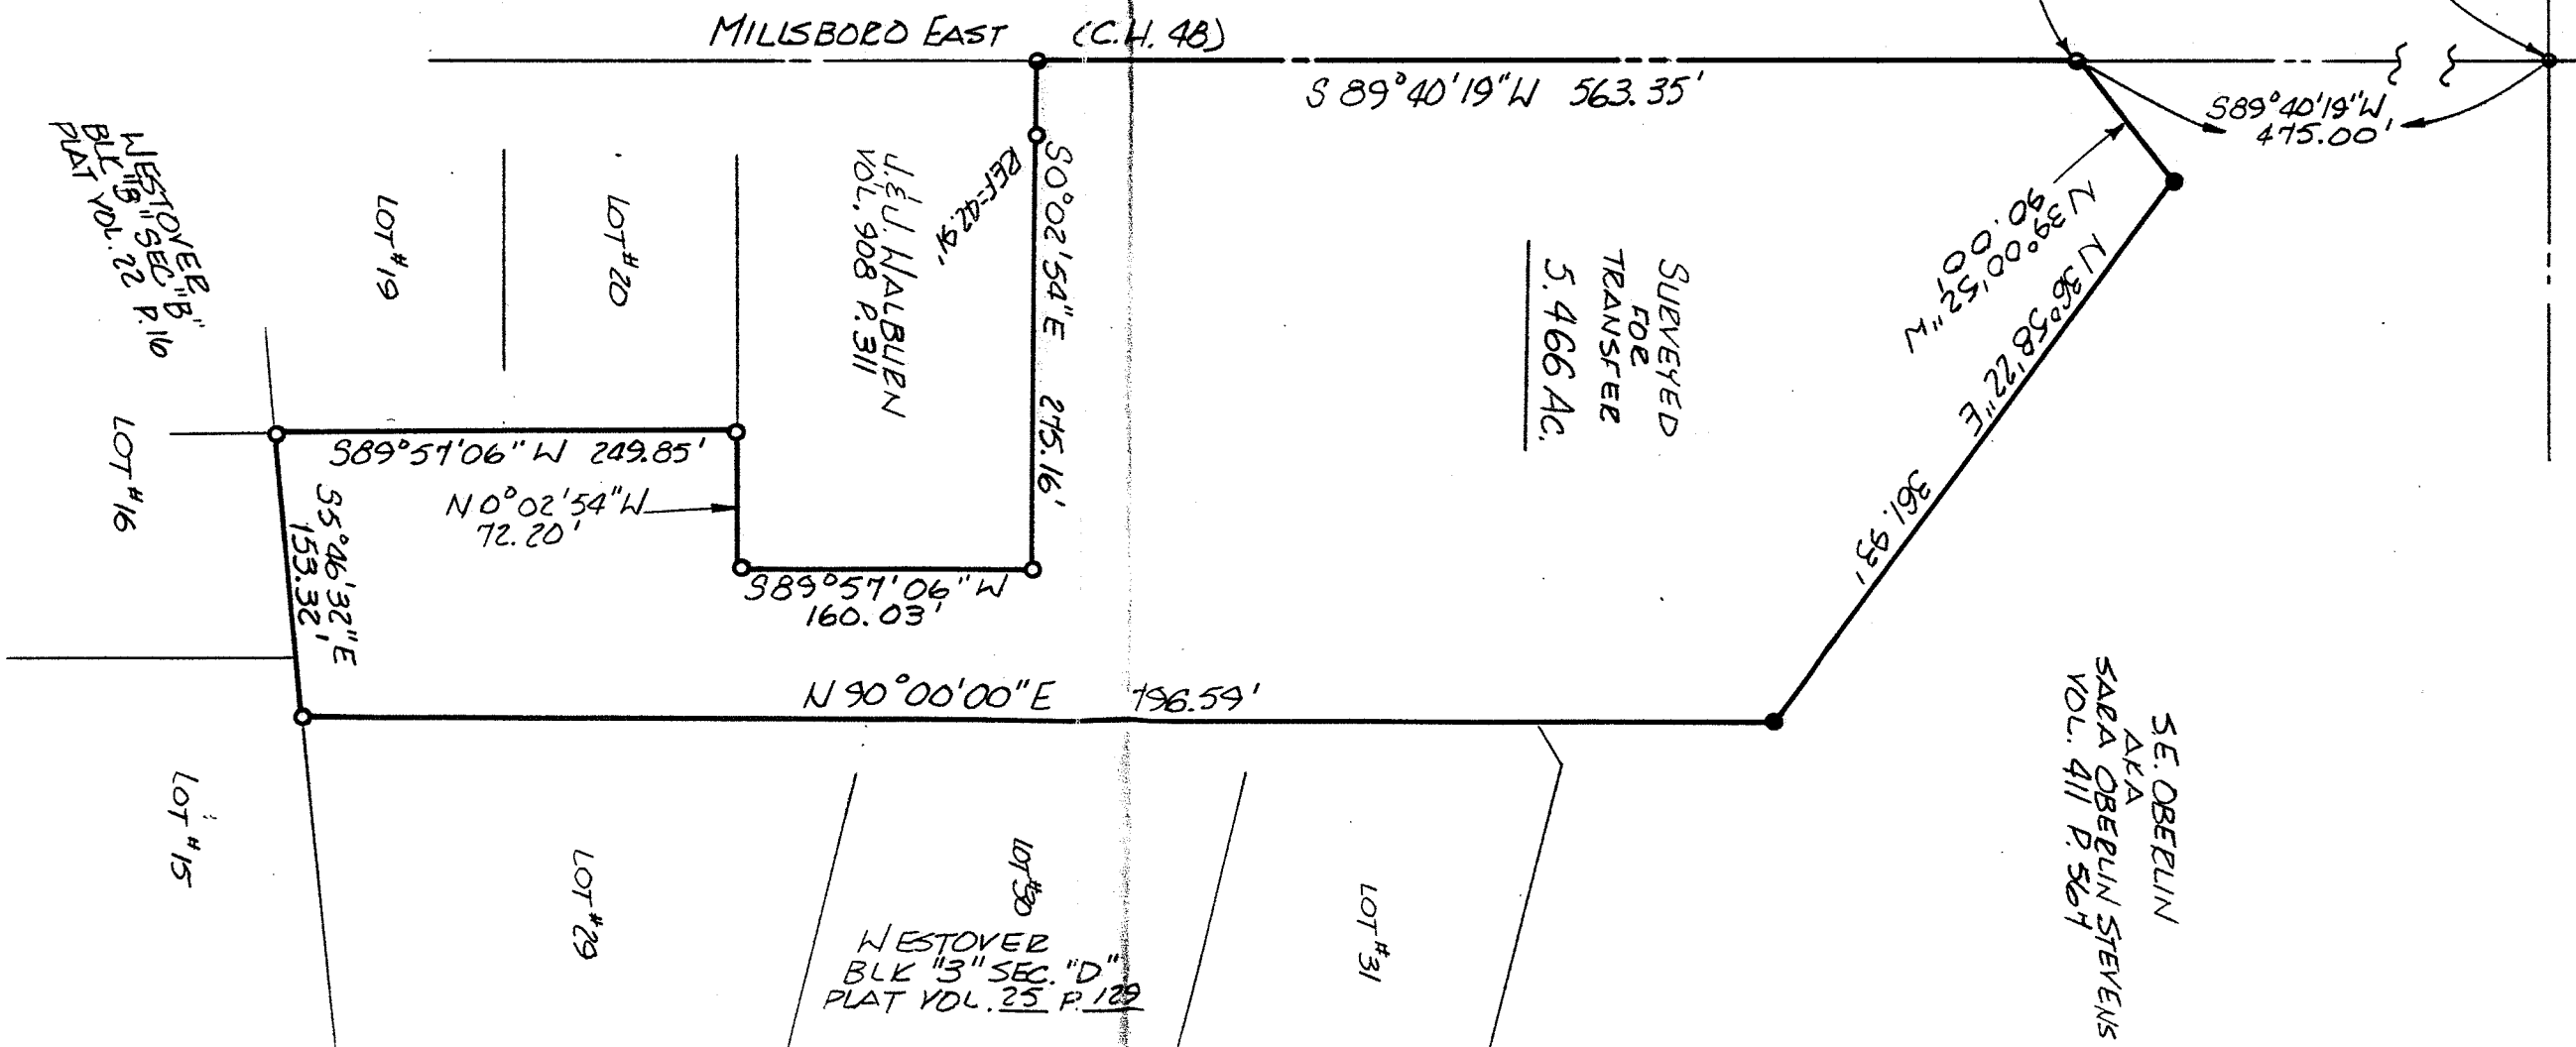 MILLSBORO EAST (C.H. 48)
S 89°40'19"W 563.35'
S89°40'19"W
475.00'
N 39°00'52"W
90.00'
N 36°58'22"E
361.93'
SURVEYED
FOR
TRANSFER
5.466 Ac.
S0°02'54"E 275.16'
REF=42.91'
J. & J. WALBURN
VOL. 908 P. 311
LOT #20
LOT #19
WESTOVER
BLK "B" SEC "B"
PLAT VOL. 22 P. 16
LOT #16
S89°57'06"W 249.85'
N 0°02'54"W
72.20'
S89°57'06"W
160.03'
S5°46'32"E
153.32'
N 90°00'00"E 796.59'
LOT #15
LOT #29
LOT #30
LOT #31
WESTOVER
BLK "3" SEC. "D"
PLAT VOL. 25 P. 129
S.E. OBERLIN
AKA
SARA OBERLIN STEVENS
VOL. 411 P. 567